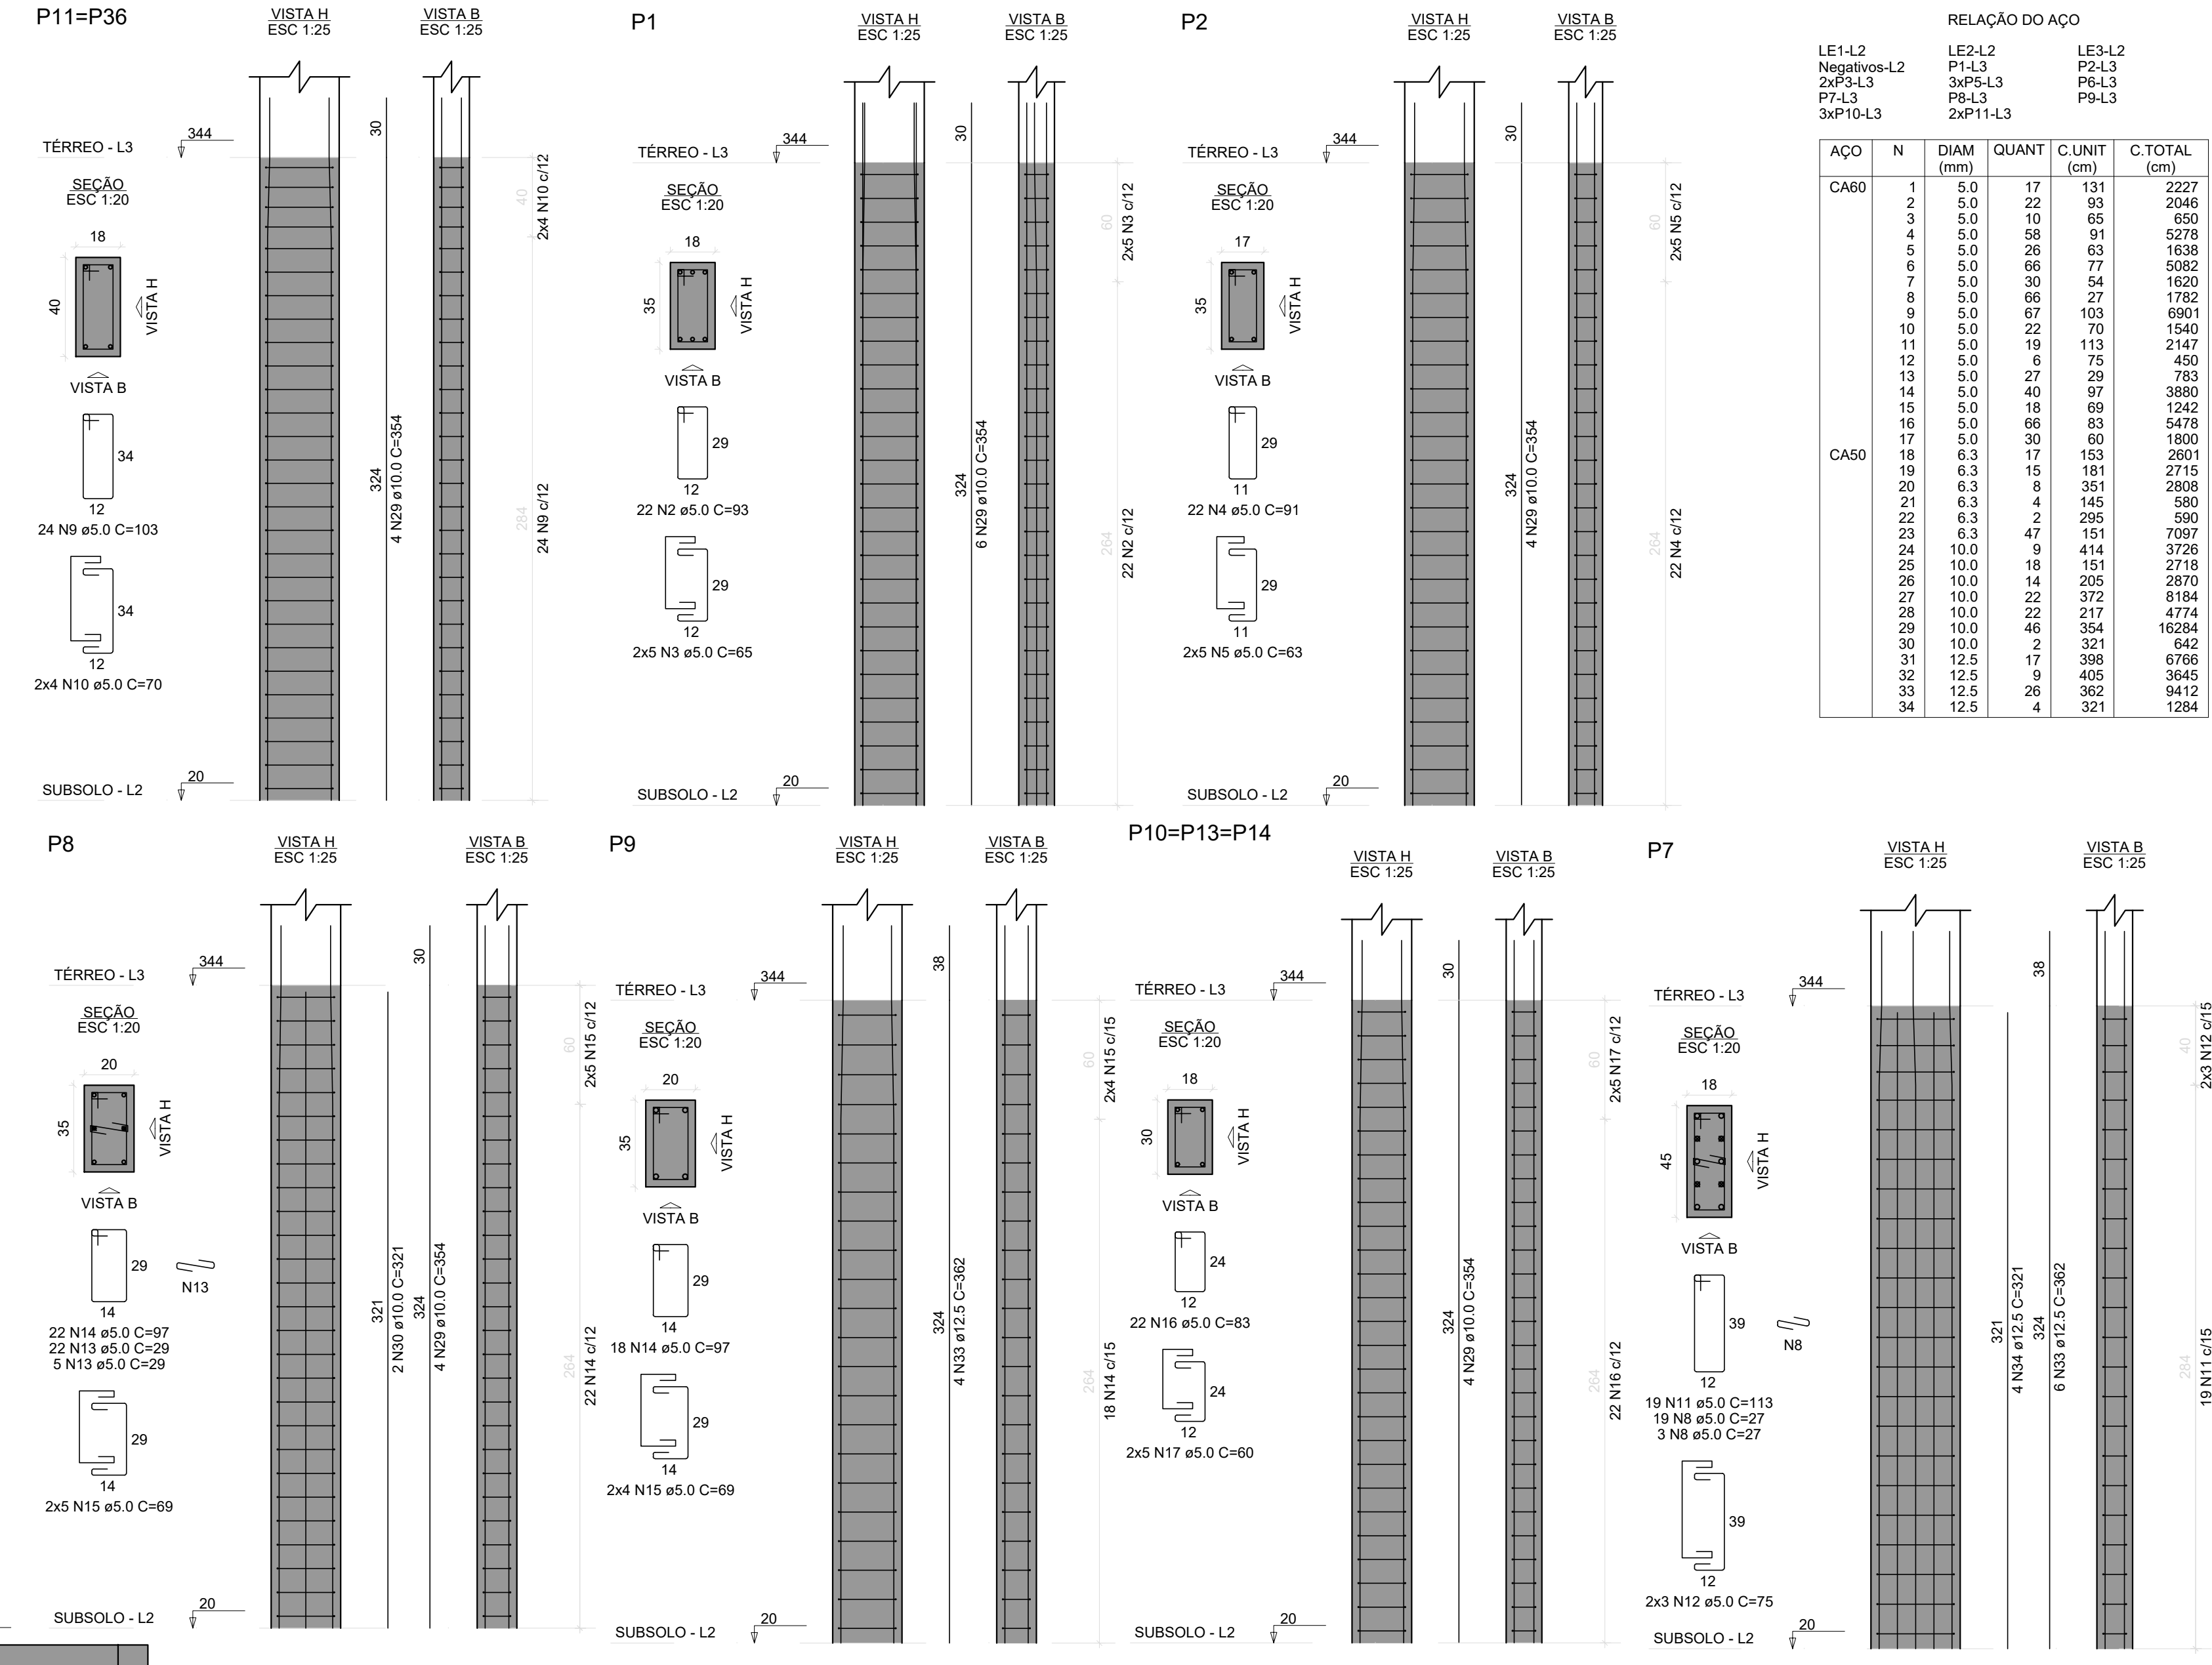 P11=P36
VISTA H
ESC 1:25
VISTA B
ESC 1:25
TÉRREO - L3
344
SEÇÃO
ESC 1:20
18
40
VISTA H
VISTA B
34
12
24 N9 ø5.0 C=103
34
12
2x4 N10 ø5.0 C=70
SUBSOLO - L2
20
30
324
4 N29 ø10.0 C=354
40
2x4 N10 c/12
284
24 N9 c/12
P1
VISTA H
ESC 1:25
VISTA B
ESC 1:25
TÉRREO - L3
344
SEÇÃO
ESC 1:20
18
35
VISTA H
VISTA B
29
12
22 N2 ø5.0 C=93
29
12
2x5 N3 ø5.0 C=65
SUBSOLO - L2
20
30
324
6 N29 ø10.0 C=354
60
2x5 N3 c/12
264
22 N2 c/12
P2
VISTA H
ESC 1:25
VISTA B
ESC 1:25
TÉRREO - L3
344
SEÇÃO
ESC 1:20
17
35
VISTA H
VISTA B
29
11
22 N4 ø5.0 C=91
29
11
2x5 N5 ø5.0 C=63
SUBSOLO - L2
20
30
324
4 N29 ø10.0 C=354
60
2x5 N5 c/12
264
22 N4 c/12
RELAÇÃO DO AÇO
LE1-L2 LE2-L2 LE3-L2
Negativos-L2 P1-L3 P2-L3
2xP3-L3 3xP5-L3 P6-L3
P7-L3 P8-L3 P9-L3
3xP10-L3 2xP11-L3
AÇO N DIAM QUANT C.UNIT C.TOTAL
(mm) (cm) (cm)
CA60 1 5.0 17 131 2227
2 5.0 22 93 2046
3 5.0 10 65 650
4 5.0 58 91 5278
5 5.0 26 63 1638
6 5.0 66 77 5082
7 5.0 30 54 1620
8 5.0 66 27 1782
9 5.0 67 103 6901
10 5.0 22 70 1540
11 5.0 19 113 2147
12 5.0 6 75 450
13 5.0 27 29 783
14 5.0 40 97 3880
15 5.0 18 69 1242
16 5.0 66 83 5478
17 5.0 30 60 1800
CA50 18 6.3 17 153 2601
19 6.3 15 181 2715
20 6.3 8 351 2808
21 6.3 4 145 580
22 6.3 2 295 590
23 6.3 47 151 7097
24 10.0 9 414 3726
25 10.0 18 151 2718
26 10.0 14 205 2870
27 10.0 22 372 8184
28 10.0 22 217 4774
29 10.0 46 354 16284
30 10.0 2 321 642
31 12.5 17 398 6766
32 12.5 9 405 3645
33 12.5 26 362 9412
34 12.5 4 321 1284
P8
VISTA H
ESC 1:25
VISTA B
ESC 1:25
TÉRREO - L3
344
SEÇÃO
ESC 1:20
20
35
VISTA H
VISTA B
29
N13
14
22 N14 ø5.0 C=97
22 N13 ø5.0 C=29
5 N13 ø5.0 C=29
29
14
2x5 N15 ø5.0 C=69
SUBSOLO - L2
20
321
2 N30 ø10.0 C=321
30
324
4 N29 ø10.0 C=354
60
2x5 N15 c/12
264
22 N14 c/12
P9
VISTA H
ESC 1:25
VISTA B
ESC 1:25
TÉRREO - L3
344
SEÇÃO
ESC 1:20
20
35
VISTA H
VISTA B
29
14
18 N14 ø5.0 C=97
29
14
2x4 N15 ø5.0 C=69
SUBSOLO - L2
20
38
324
4 N33 ø12.5 C=362
60
2x4 N15 c/15
264
18 N14 c/15
P10=P13=P14
VISTA H
ESC 1:25
VISTA B
ESC 1:25
TÉRREO - L3
344
SEÇÃO
ESC 1:20
18
30
VISTA H
VISTA B
24
12
22 N16 ø5.0 C=83
24
12
2x5 N17 ø5.0 C=60
SUBSOLO - L2
20
30
324
4 N29 ø10.0 C=354
60
2x5 N17 c/12
264
22 N16 c/12
P7
VISTA H
ESC 1:25
VISTA B
ESC 1:25
TÉRREO - L3
344
SEÇÃO
ESC 1:20
18
45
VISTA H
VISTA B
39
N8
12
19 N11 ø5.0 C=113
19 N8 ø5.0 C=27
3 N8 ø5.0 C=27
39
12
2x3 N12 ø5.0 C=75
SUBSOLO - L2
20
321
4 N34 ø12.5 C=321
38
324
6 N33 ø12.5 C=362
40
2x3 N12 c/15
284
19 N11 c/15